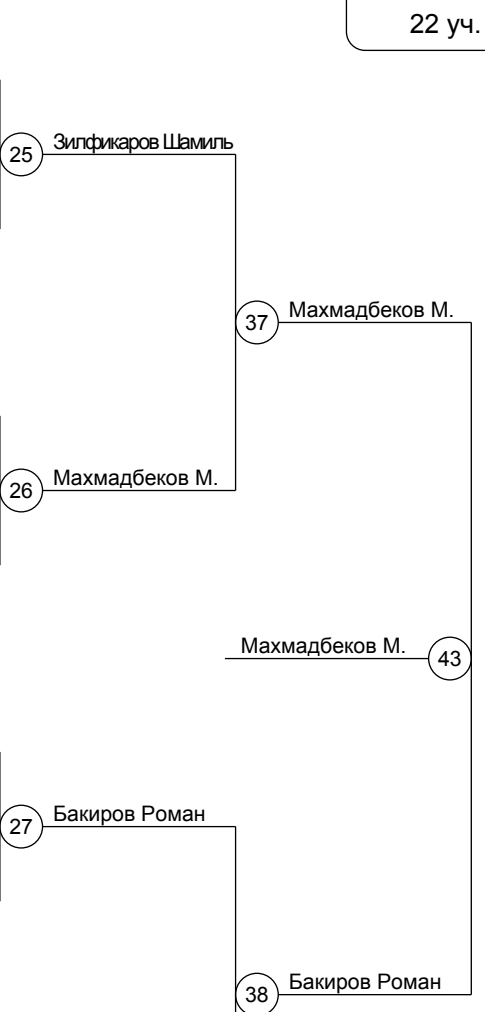 22 уч.
25 Зилфикаров Шамиль
37 Махмадбеков М.
26 Махмадбеков М.
Махмадбеков М. 43
27 Бакиров Роман
38 Бакиров Роман